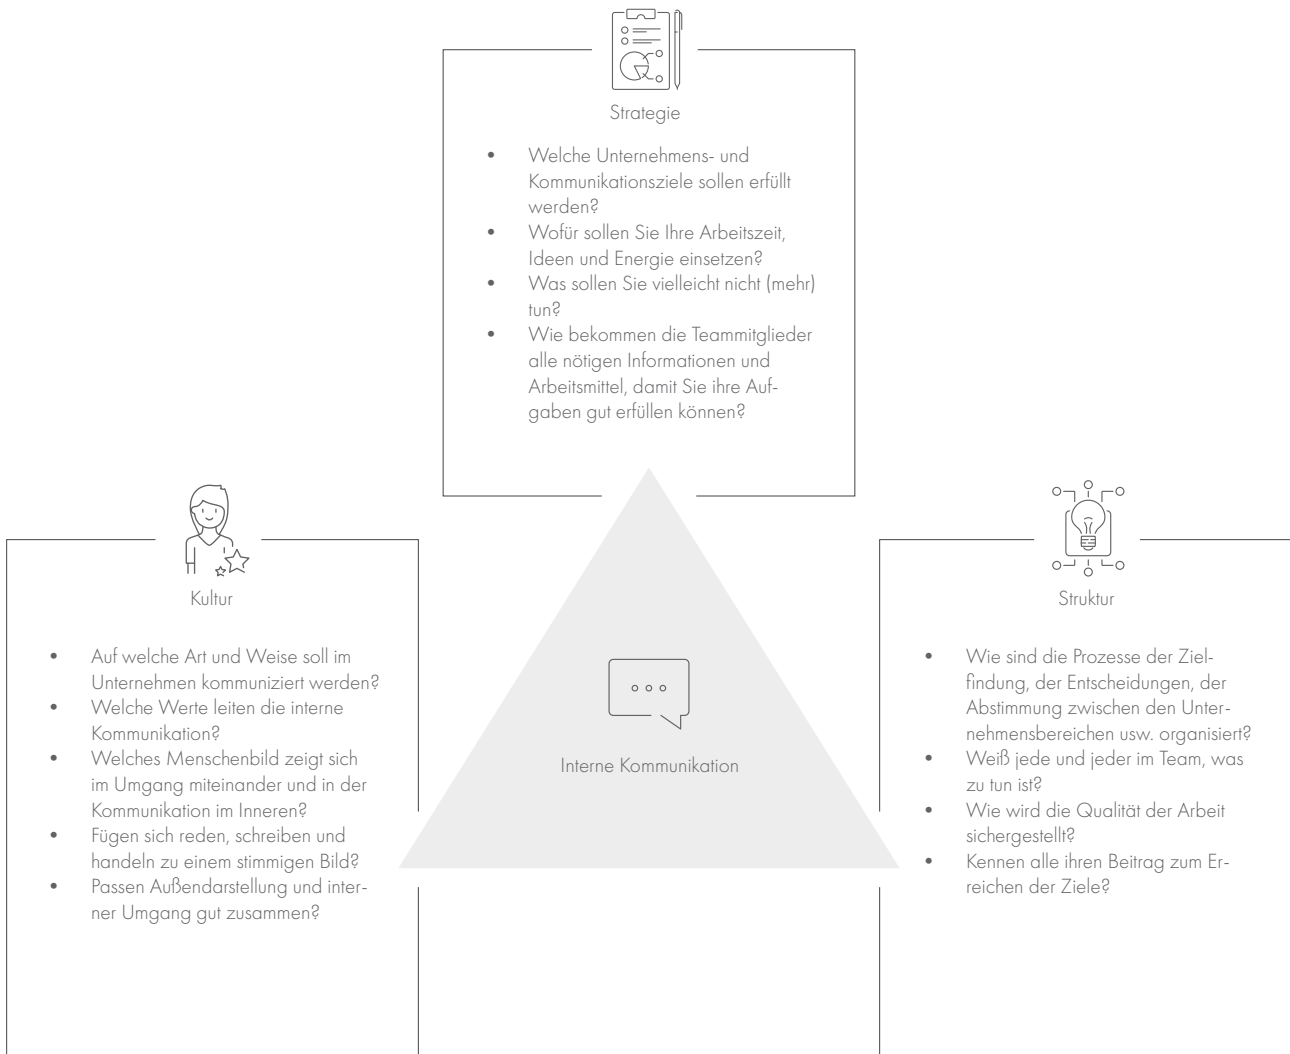 Strategie
• Welche Unternehmens- und
Kommunikationsziele sollen erfüllt
werden?
• Wofür sollen Sie Ihre Arbeitszeit,
Ideen und Energie einsetzen?
• Was sollen Sie vielleicht nicht (mehr)
tun?
• Wie bekommen die Teammitglieder
alle nötigen Informationen und
Arbeitsmittel, damit Sie ihre Auf-
gaben gut erfüllen können?
Kultur
• Auf welche Art und Weise soll im
Unternehmen kommuniziert werden?
• Welche Werte leiten die interne
Kommunikation?
• Welches Menschenbild zeigt sich
im Umgang miteinander und in der
Kommunikation im Inneren?
• Fügen sich reden, schreiben und
handeln zu einem stimmigen Bild?
• Passen Außendarstellung und inter-
ner Umgang gut zusammen?
Interne Kommunikation
Struktur
• Wie sind die Prozesse der Ziel-
findung, der Entscheidungen, der
Abstimmung zwischen den Unter-
nehmensbereichen usw. organisiert?
• Weiß jede und jeder im Team, was
zu tun ist?
• Wie wird die Qualität der Arbeit
sichergestellt?
• Kennen alle ihren Beitrag zum Er-
reichen der Ziele?